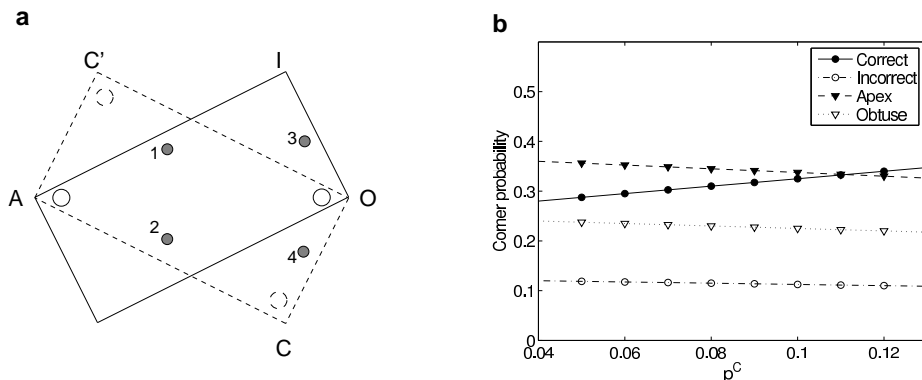 a
C'
I
1
3
A
O
2
4
C
b
Corner probability
0.5
0.4
0.3
0.2
0.1
0
0.04
0.06
0.08
0.1
0.12
p^C
Correct
Incorrect
Apex
Obtuse